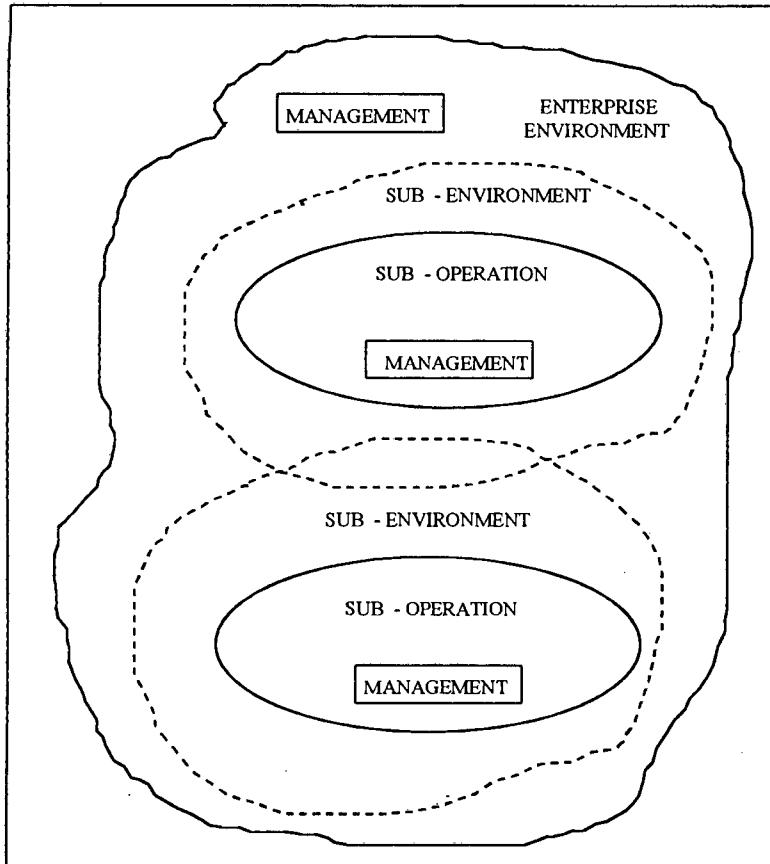 MANAGEMENT
ENTERPRISE
ENVIRONMENT
SUB - ENVIRONMENT
SUB - OPERATION
MANAGEMENT
SUB - ENVIRONMENT
SUB - OPERATION
MANAGEMENT